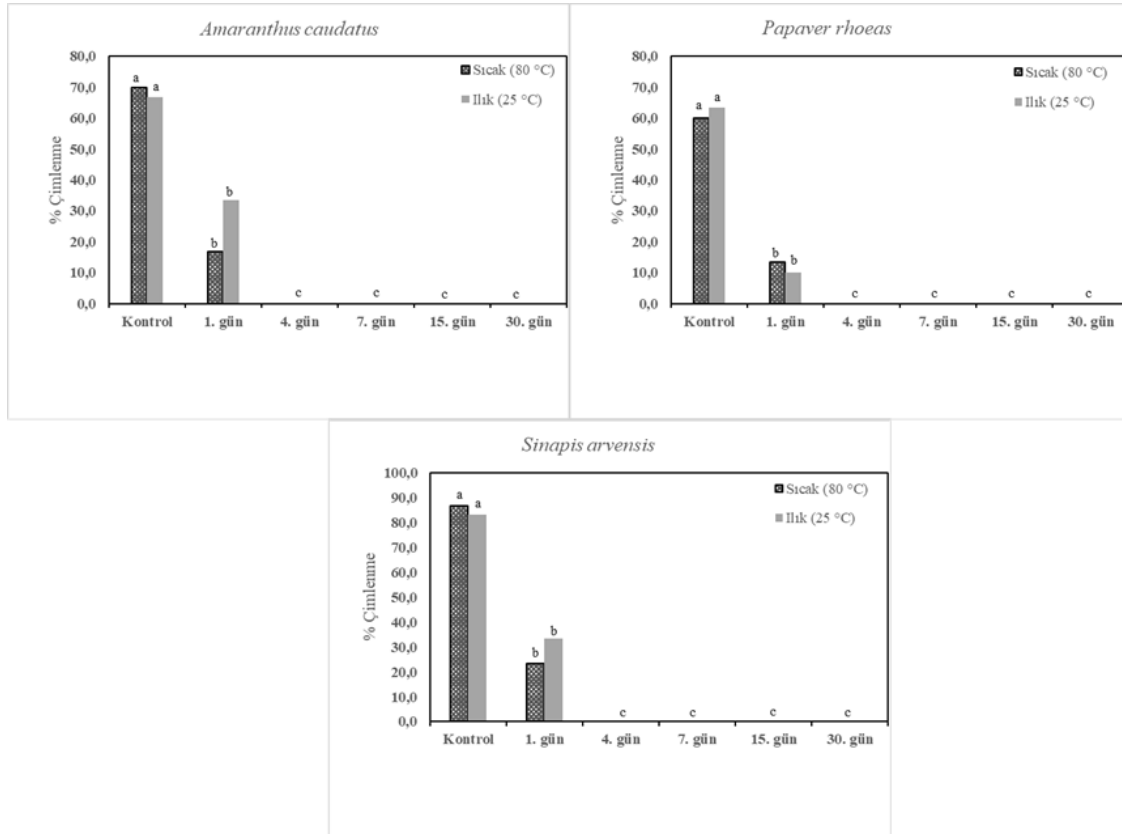 Amaranthus caudatus
80,0
70,0
60,0
50,0
40,0
30,0
20,0
10,0
0,0
% Çimlenme
Sıcak (80 °C)
Ilık (25 °C)
a
a
b
b
c
c
c
c
Kontrol 1. gün 4. gün 7. gün 15. gün 30. gün
Papaver rhoeas
80,0
70,0
60,0
50,0
40,0
30,0
20,0
10,0
0,0
% Çimlenme
Sıcak (80 °C)
Ilık (25 °C)
a
a
b
b
c
c
c
c
Kontrol 1. gün 4. gün 7. gün 15. gün 30. gün
Sinapis arvensis
100,0
90,0
80,0
70,0
60,0
50,0
40,0
30,0
20,0
10,0
0,0
% Çimlenme
Sıcak (80 °C)
Ilık (25 °C)
a
a
b
b
c
c
c
c
Kontrol 1. gün 4. gün 7. gün 15. gün 30. gün